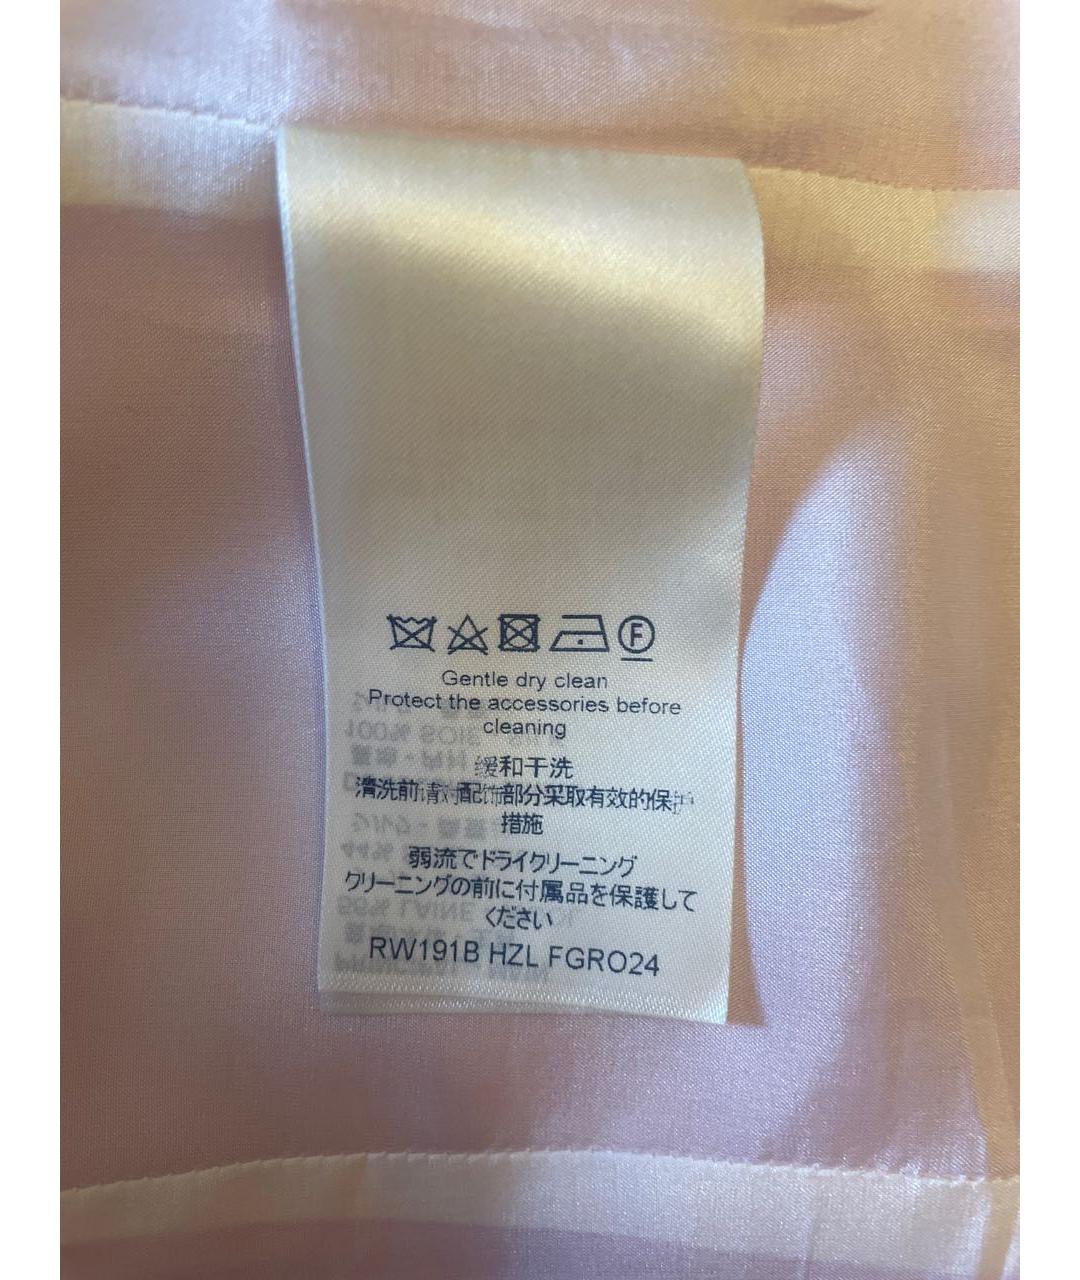 F
Gentle dry clean
Protect the accessories before
cleaning
缓和干洗
清洗前请对配饰部分采取有效的保护
措施
弱流でドライクリーニング
クリーニングの前に付属品を保護して
ください
RW191B HZL FGRO24